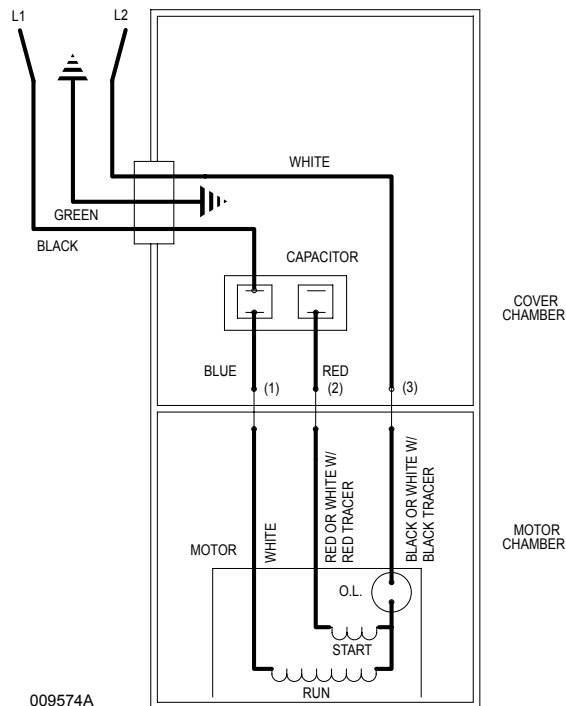 L1
L2
WHITE
GREEN
BLACK
CAPACITOR
COVER
CHAMBER
BLUE
RED
(1)
(2)
(3)
MOTOR
WHITE
RED OR WHITE W/
RED TRACER
BLACK OR WHITE W/
BLACK TRACER
MOTOR
CHAMBER
O.L.
START
RUN
009574A